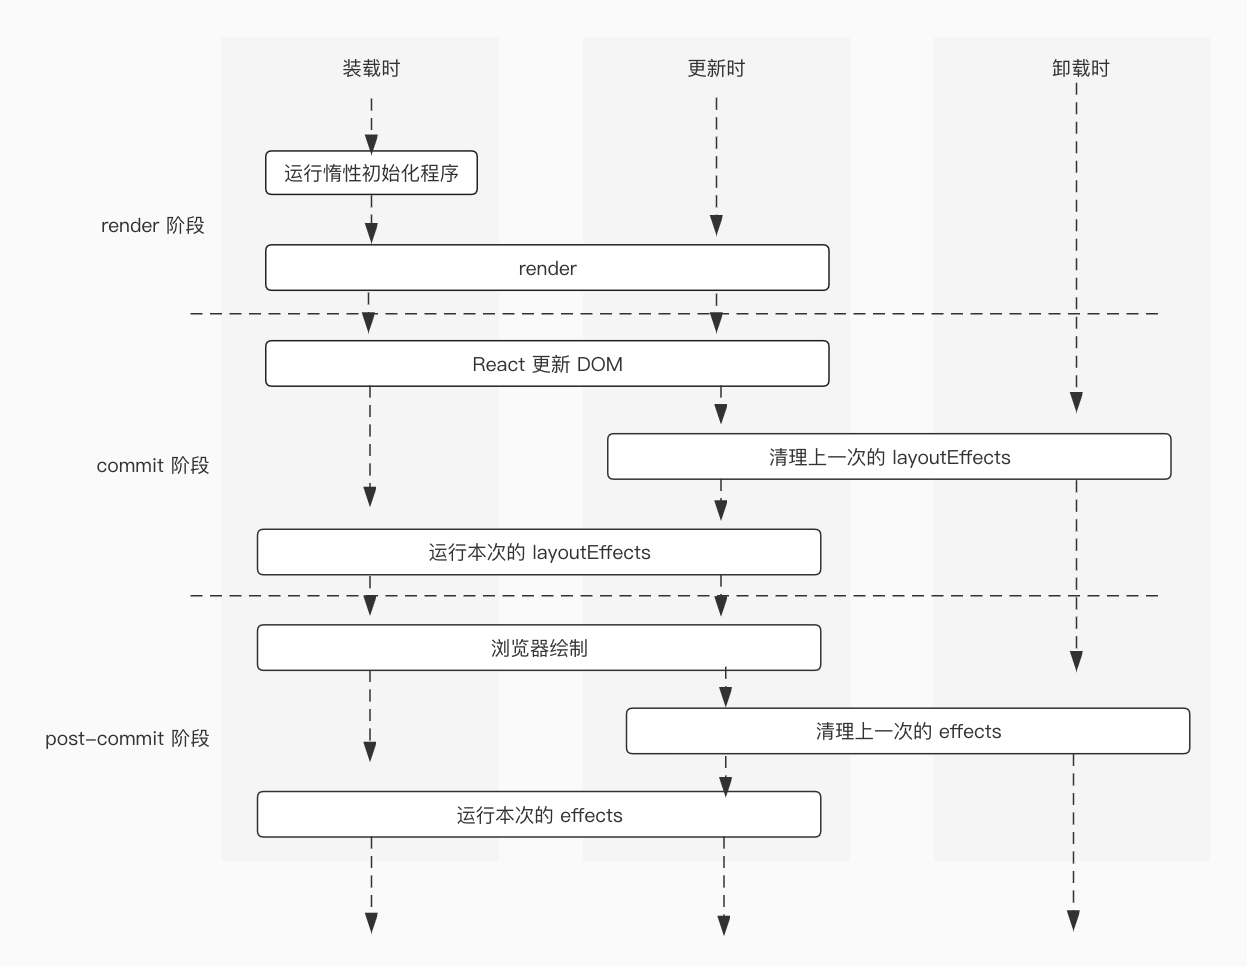 装载时
更新时
卸载时
运行惰性初始化程序
render 阶段
render
React 更新 DOM
清理上一次的 layoutEffects
commit 阶段
运行本次的 layoutEffects
浏览器绘制
清理上一次的 effects
post-commit 阶段
运行本次的 effects